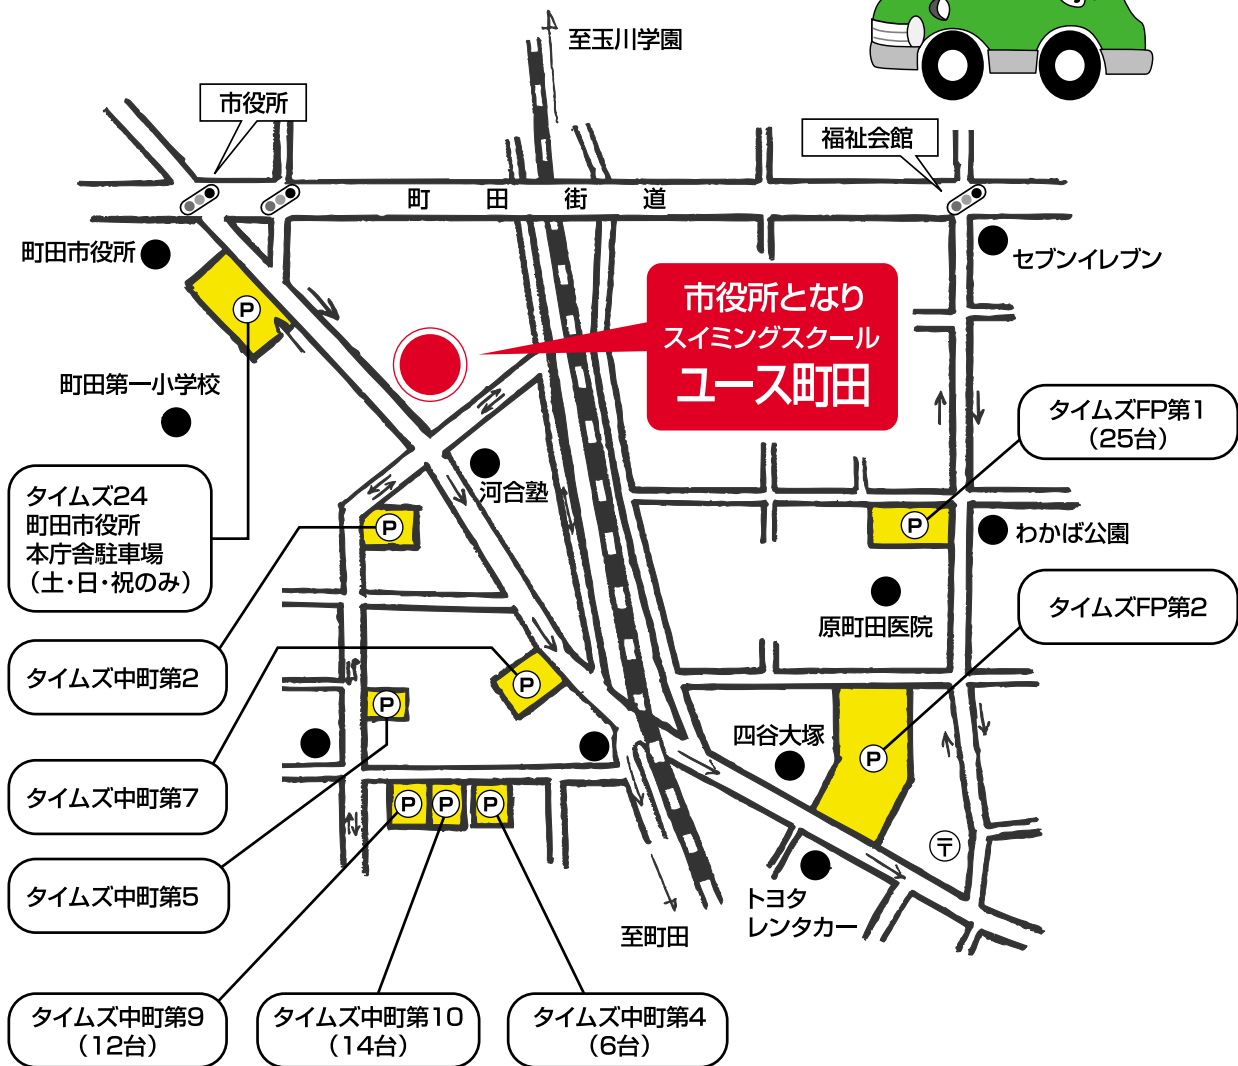 至玉川学園
市役所
福祉会館
町田街道
町田市役所
セブンイレブン
市役所となり
スイミングスクール
ユース町田
P
町田第一小学校
タイムズFP第1
（25台）
河合塾
タイムズ24
町田市役所
本庁舎駐車場
（土・日・祝のみ）
P
P
わかば公園
タイムズFP第2
原町田医院
タイムズ中町第2
P
P
四谷大塚
P
タイムズ中町第7
P
P
P
〒
タイムズ中町第5
トヨタ
レンタカー
至町田
タイムズ中町第9
（12台）
タイムズ中町第10
（14台）
タイムズ中町第4
（6台）